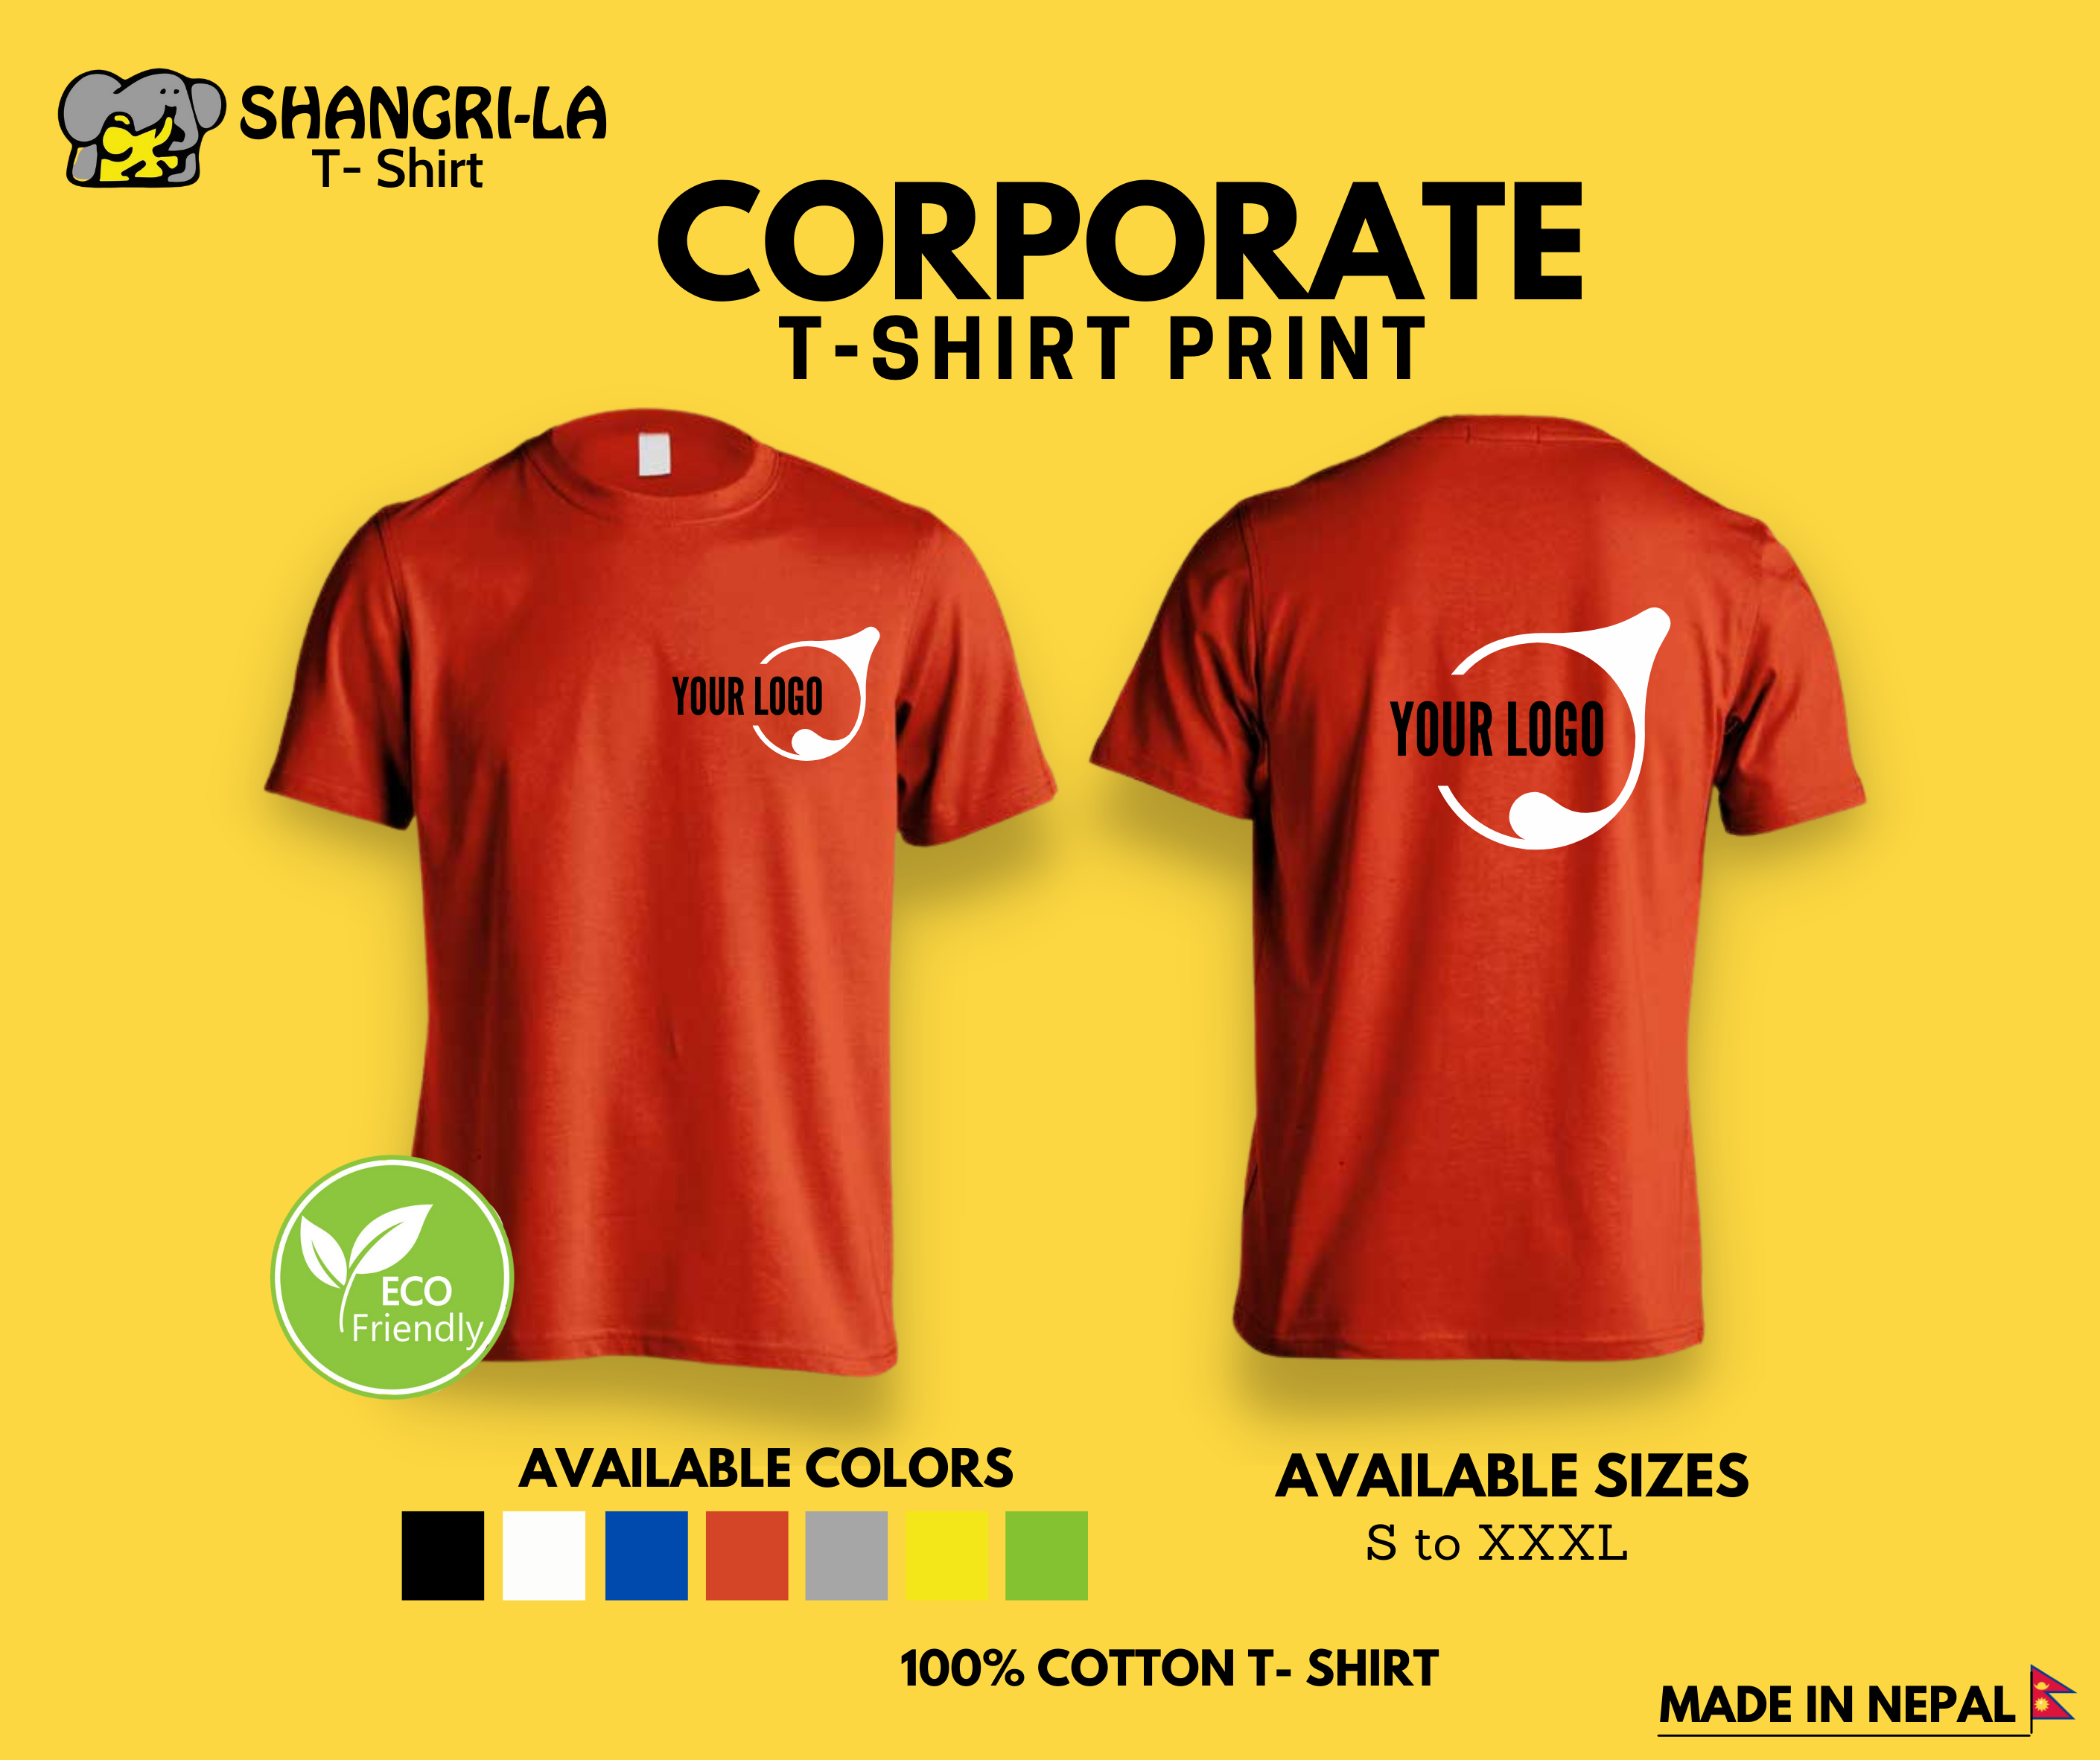 SHANGRI-LA
T- Shirt
CORPORATE
T-SHIRT PRINT
YOUR LOGO
YOUR LOGO
ECO
Friendly
AVAILABLE COLORS
AVAILABLE SIZES
S to XXXL
100% COTTON T- SHIRT
MADE IN NEPAL